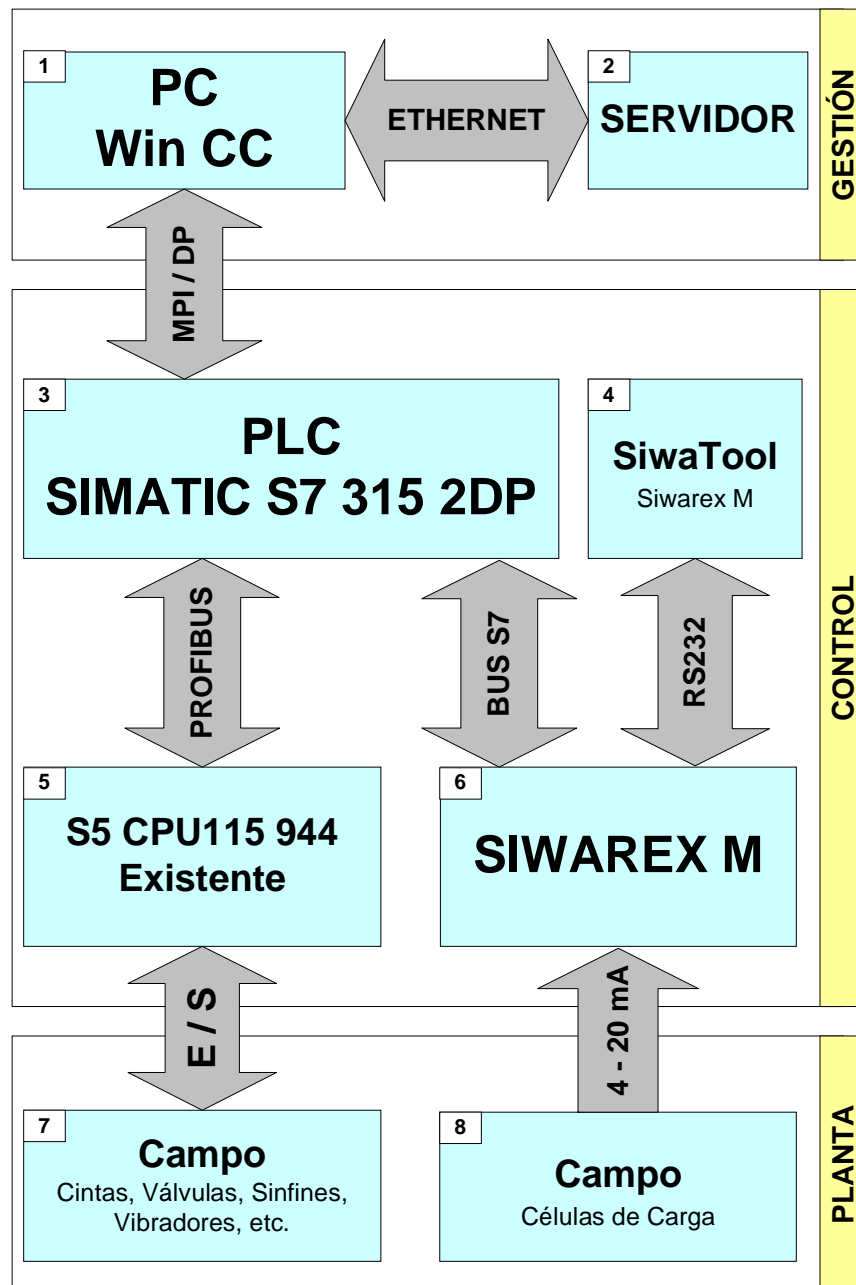 1
PC
Win CC
ETHERNET
2
SERVIDOR
GESTIÓN
MPI / DP
3
PLC
SIMATIC S7 315 2DP
4
SiwaTool
Siwarex M
CONTROL
PROFIBUS
BUS S7
RS232
5
S5 CPU115 944
Existente
6
SIWAREX M
E / S
4 - 20 mA
7
Campo
Cintas, Válvulas, Sinfines,
Vibradores, etc.
8
Campo
Células de Carga
PLANTA